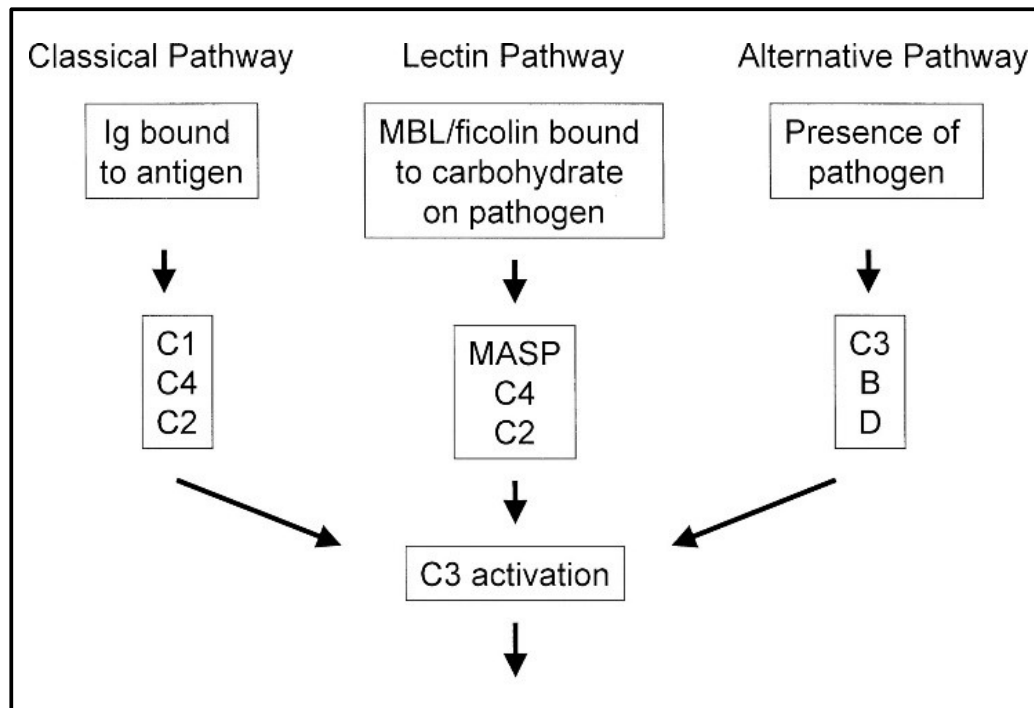 Classical Pathway
Ig bound
to antigen
C1
C4
C2
Lectin Pathway
MBL/ficolin bound
to carbohydrate
on pathogen
MASP
C4
C2
Alternative Pathway
Presence of
pathogen
C3
B
D
C3 activation